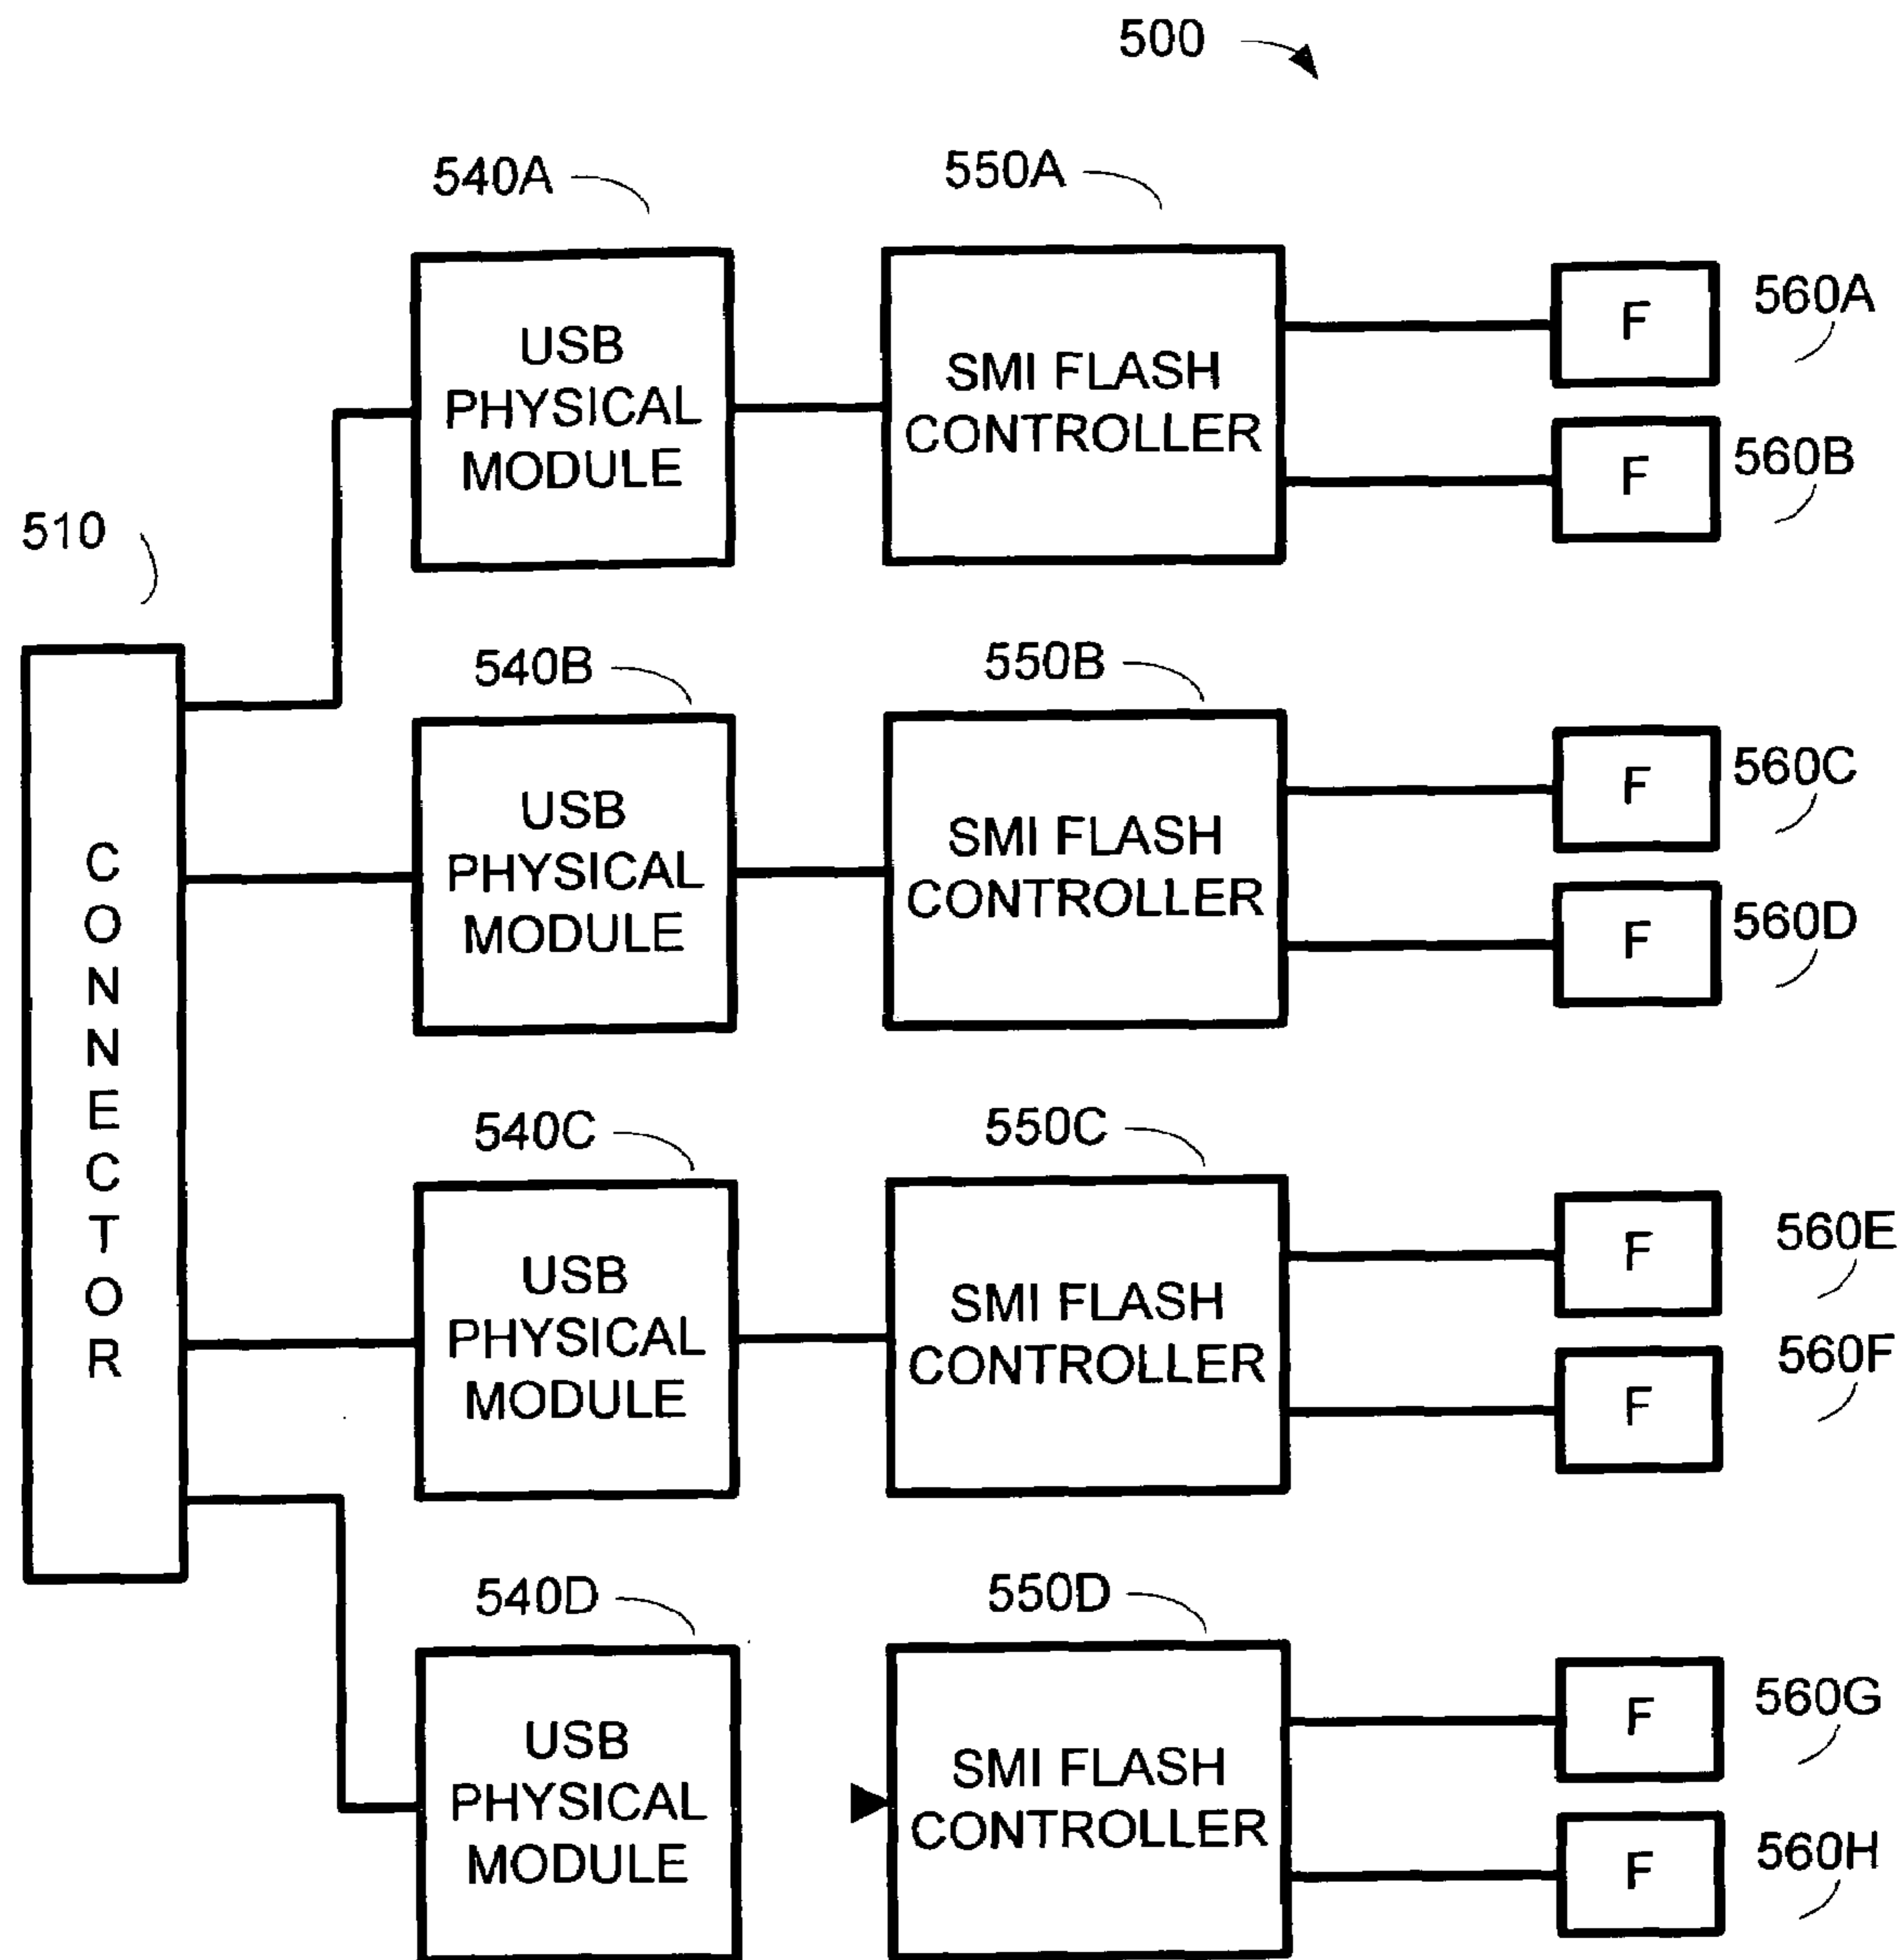 500
540A
550A
USB
PHYSICAL
MODULE
SMI FLASH
CONTROLLER
F
560A
F
560B
510
CONNECTOR
540B
550B
USB
PHYSICAL
MODULE
SMI FLASH
CONTROLLER
F
560C
F
560D
540C
550C
USB
PHYSICAL
MODULE
SMI FLASH
CONTROLLER
F
560E
F
560F
540D
550D
USB
PHYSICAL
MODULE
SMI FLASH
CONTROLLER
F
560G
F
560H